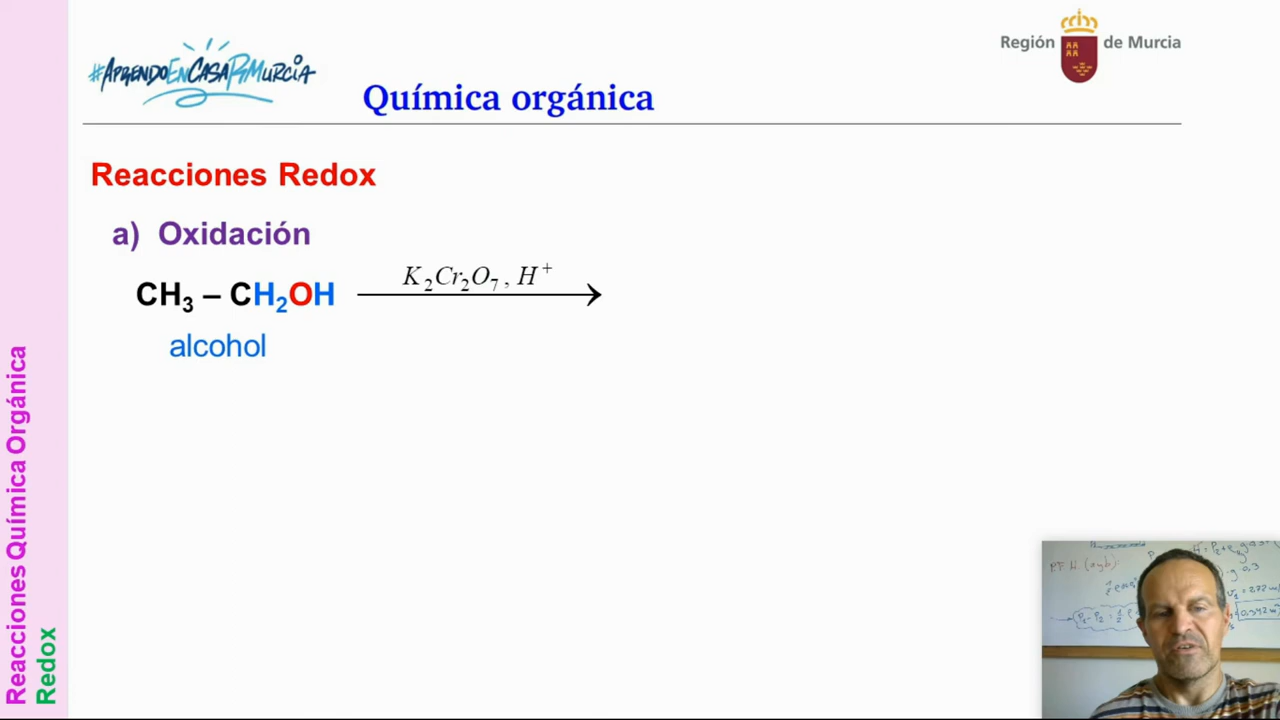 #APRENDOENCASARMURCIA
Región de Murcia
Química orgánica
Reacciones Redox
a) Oxidación
K₂Cr₂O₇ , H⁺
CH₃ – CH₂OH
alcohol
Reacciones Química Orgánica
Redox